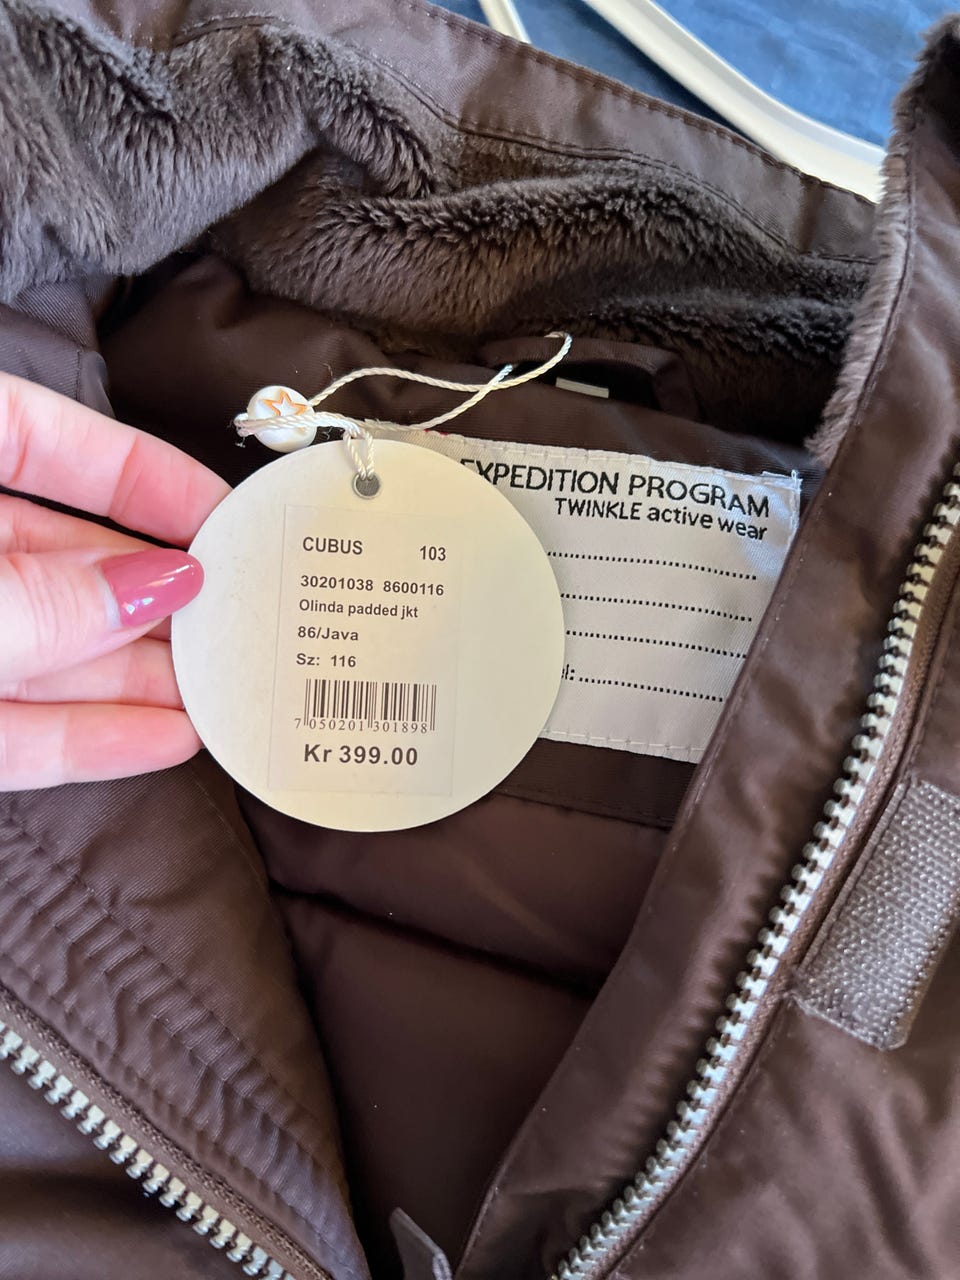 CUBUS 103
30201038 8600116
Olinda padded jkt
86/Java
Sz: 116
7 050201 301898
Kr 399.00
EXPEDITION PROGRAM
TWINKLE active wear